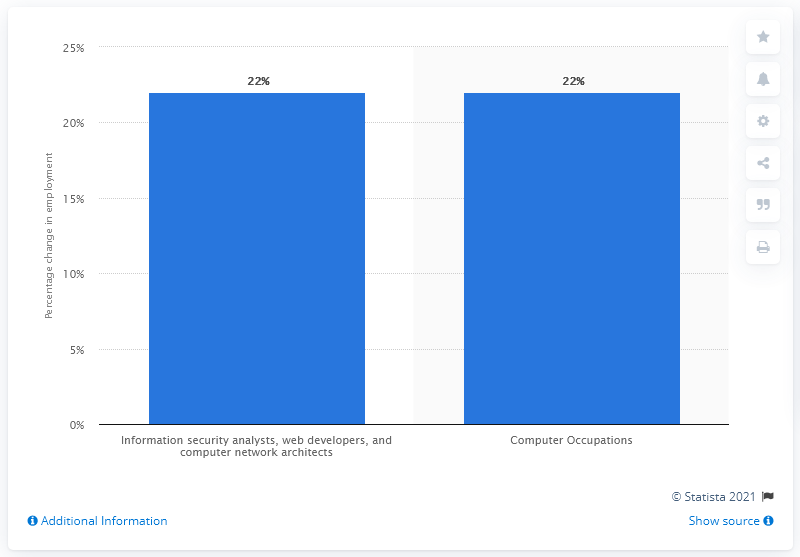 25%
20%
15%
10%
5%
0%
Percentage change in employment
22%
22%
Information security analysts, web developers, and
computer network architects
Computer Occupations
© Statista 2021
Additional Information
Show source